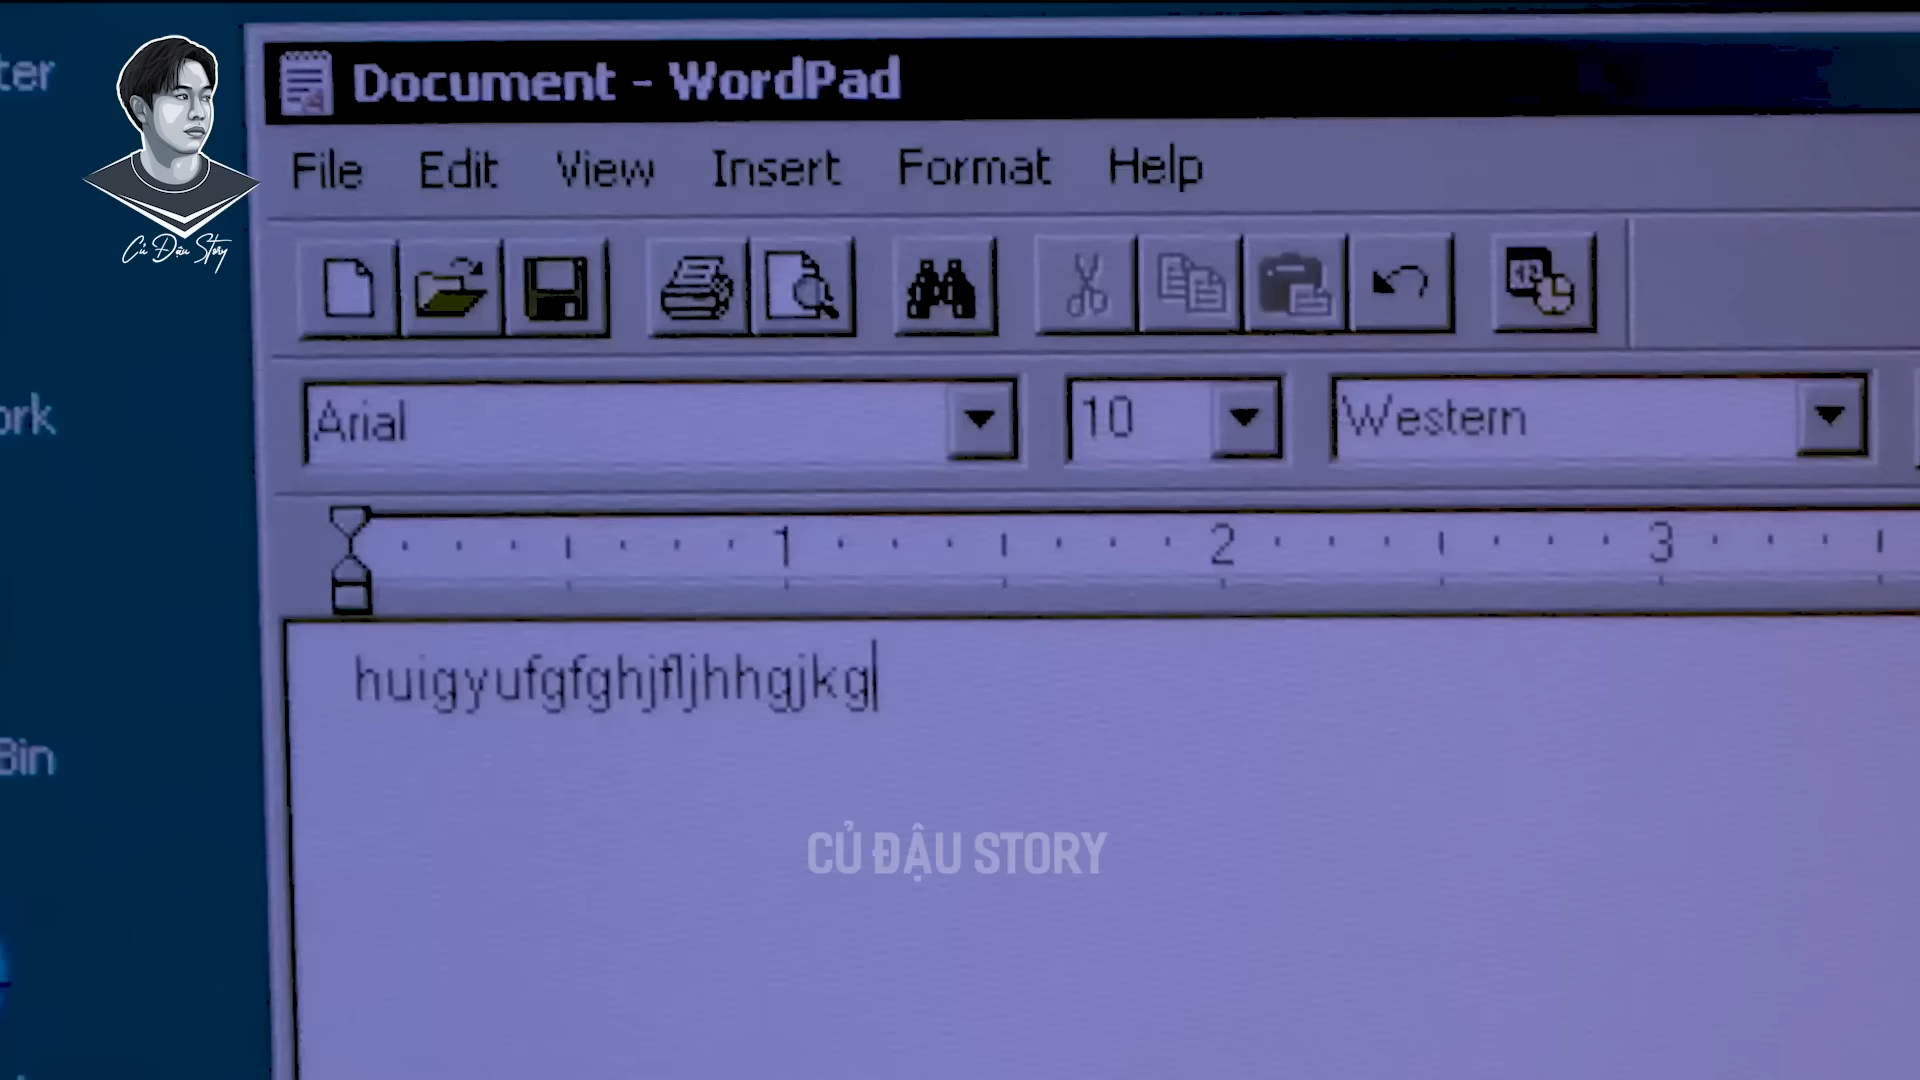 ter
Củ Đậu Story
Document - WordPad
File Edit View Insert Format Help
Arial 10 Western
ork
1 2 3
huigyufgfghjfljhhgjkg
Bin
CỦ ĐẬU STORY